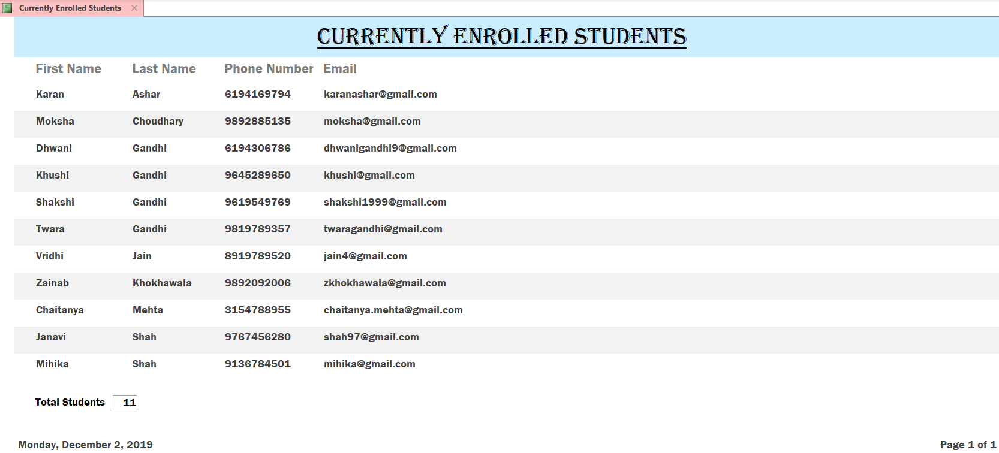 Currently Enrolled Students
CURRENTLY ENROLLED STUDENTS
First Name Last Name Phone Number Email
Karan Ashar 6194169794 karanashar@gmail.com
Moksha Choudhary 9892885135 moksha@gmail.com
Dhwani Gandhi 6194306786 dhwanigandhi9@gmail.com
Khushi Gandhi 9645289650 khushi@gmail.com
Shakshi Gandhi 9619549769 shakshi1999@gmail.com
Twara Gandhi 9819789357 twaragandhi@gmail.com
Vridhi Jain 8919789520 jain4@gmail.com
Zainab Khokhawala 9892092006 zkhokhawala@gmail.com
Chaitanya Mehta 3154788955 chaitanya.mehta@gmail.com
Janavi Shah 9767456280 shah97@gmail.com
Mihika Shah 9136784501 mihika@gmail.com
Total Students 11
Monday, December 2, 2019 Page 1 of 1